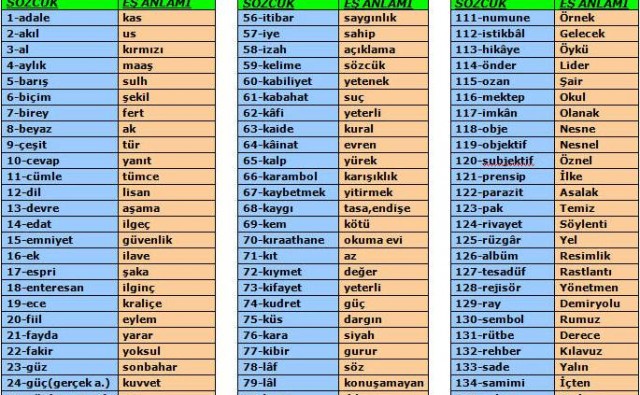 SÖZCÜK EŞ ANLAMI
1-adale kas
2-akıl us
3-al kırmızı
4-aylık maaş
5-barış sulh
6-biçim şekil
7-birey fert
8-beyaz ak
9-çeşit tür
10-cevap yanıt
11-cümle tümce
12-dil lisan
13-devre aşama
14-edat ilgeç
15-emniyet güvenlik
16-ek ilave
17-espri şaka
18-enteresan ilginç
19-ece kraliçe
20-fiil eylem
21-fayda yarar
22-fakir yoksul
23-güz sonbahar
24-güç(gerçek a.) kuvvet
SÖZCÜK EŞ ANLAMI
56-itibar saygınlık
57-iye sahip
58-izah açıklama
59-kelime sözcük
60-kabiliyet yetenek
61-kabahat suç
62-kâfi yeterli
63-kaide kural
64-kâinat evren
65-kalp yürek
66-karambol karışıklık
67-kaybetmek yitirmek
68-kaygı tasa,endişe
69-kem kötü
70-kıraathane okuma evi
71-kıt az
72-kıymet değer
73-kifayet yeterli
74-kudret güç
75-küs dargın
76-kara siyah
77-kibir gurur
78-lâf söz
79-lâl konuşamayan
SÖZCÜK EŞ ANLAMI
111-numune Örnek
112-istikbâl Gelecek
113-hikâye Öykü
114-önder Lider
115-ozan Şair
116-mektep Okul
117-imkân Olanak
118-obje Nesne
119-objektif Nesnel
120-subjektif Öznel
121-prensip İlke
122-parazit Asalak
123-pak Temiz
124-rivayet Söylenti
125-rüzgâr Yel
126-albüm Resimlik
127-tesadüf Rastlantı
128-rejisör Yönetmen
129-ray Demiryolu
130-sembol Rumuz
131-rütbe Derece
132-rehber Kılavuz
133-sade Yalın
134-samimi İçten